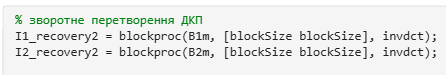 % зворотне перетворення ДКП
I1_recovery2 = blockproc(B1m, [blockSize blockSize], invdct);
I2_recovery2 = blockproc(B2m, [blockSize blockSize], invdct);